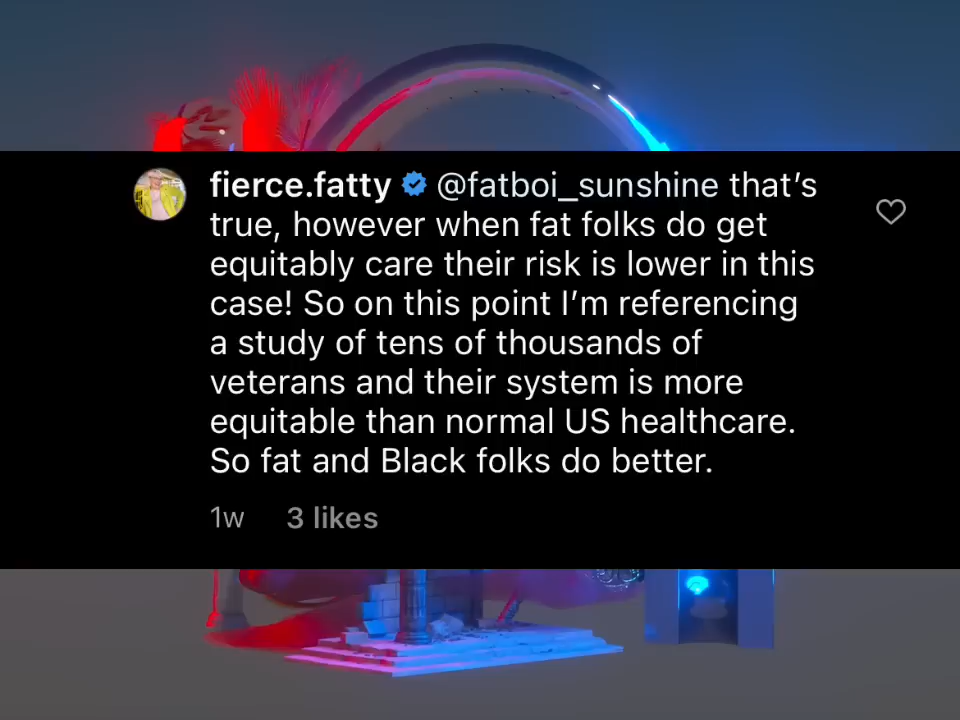 fierce.fatty @fatboi_sunshine that's
true, however when fat folks do get
equitably care their risk is lower in this
case! So on this point I'm referencing
a study of tens of thousands of
veterans and their system is more
equitable than normal US healthcare.
So fat and Black folks do better.
1w 3 likes